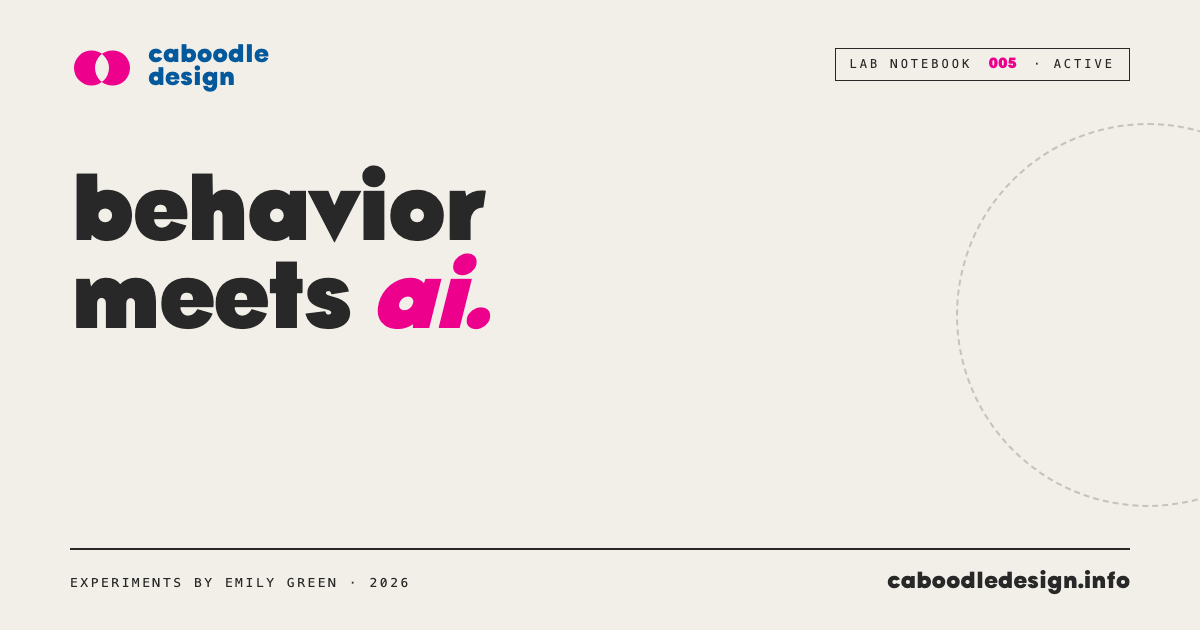 caboodle
design
LAB NOTEBOOK 005 · ACTIVE
behavior
meets ai.
EXPERIMENTS BY EMILY GREEN · 2026
caboodledesign.info